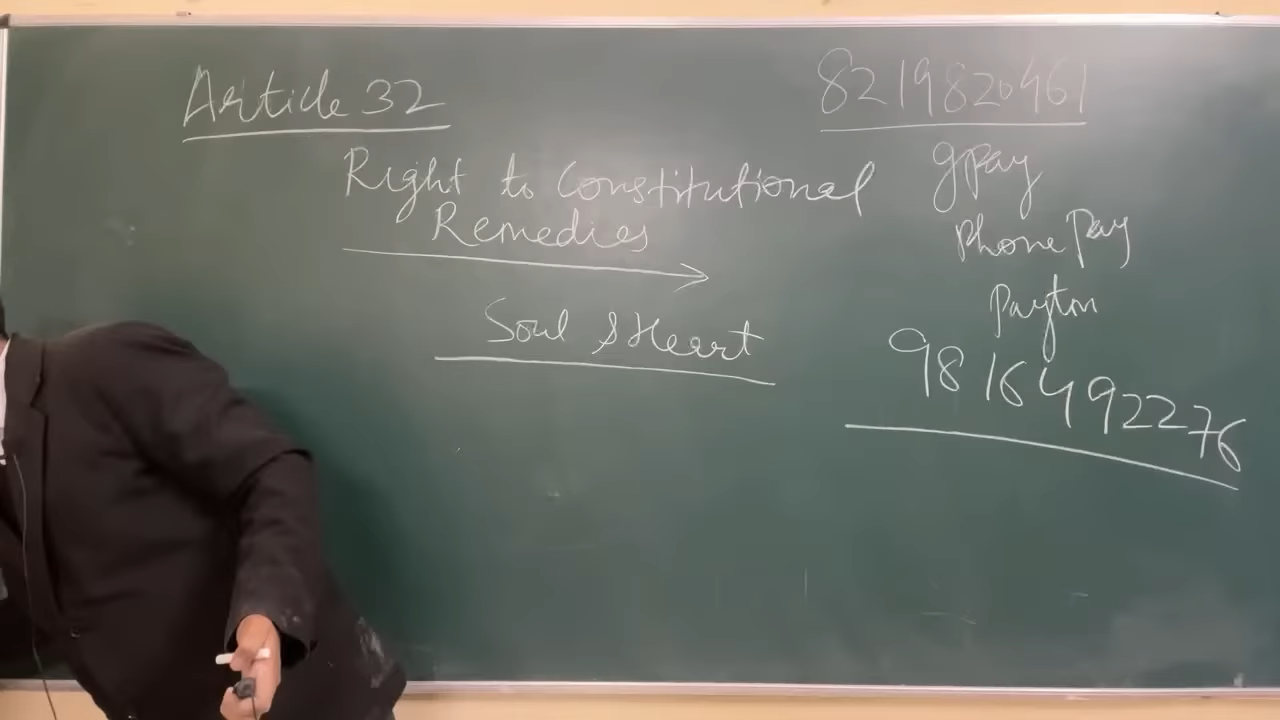 Article 32
Right to Constitutional
Remedies
Soul & Heart
8219820461
gpay
Phone Pay
Paytm
9816492276